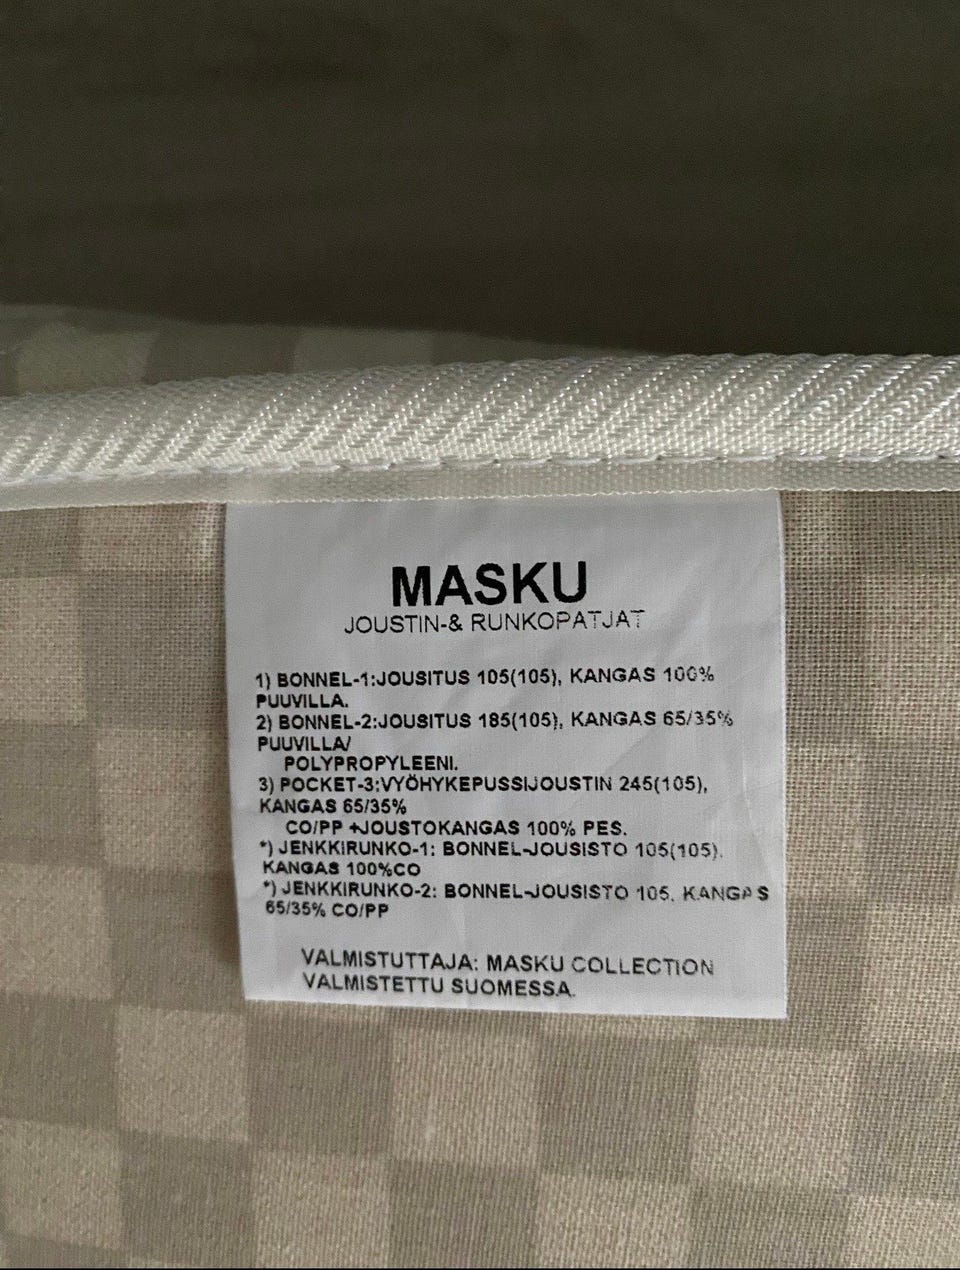 MASKU
JOUSTIN-& RUNKOPATJAT
1) BONNEL-1:JOUSITUS 105(105), KANGAS 100%
PUUVILLA.
2) BONNEL-2:JOUSITUS 185(105), KANGAS 65/35%
PUUVILLA/
POLYPROPYLEENI.
3) POCKET-3:VYÖHYKEPUSSIJOUSTIN 245(105),
KANGAS 65/35%
CO/PP +JOUSTOKANGAS 100% PES.
*) JENKKIRUNKO-1: BONNEL-JOUSISTO 105(105).
KANGAS 100%CO
*) JENKKIRUNKO-2: BONNEL-JOUSISTO 105. KANGAS
65/35% CO/PP
VALMISTUTTAJA: MASKU COLLECTION
VALMISTETTU SUOMESSA.